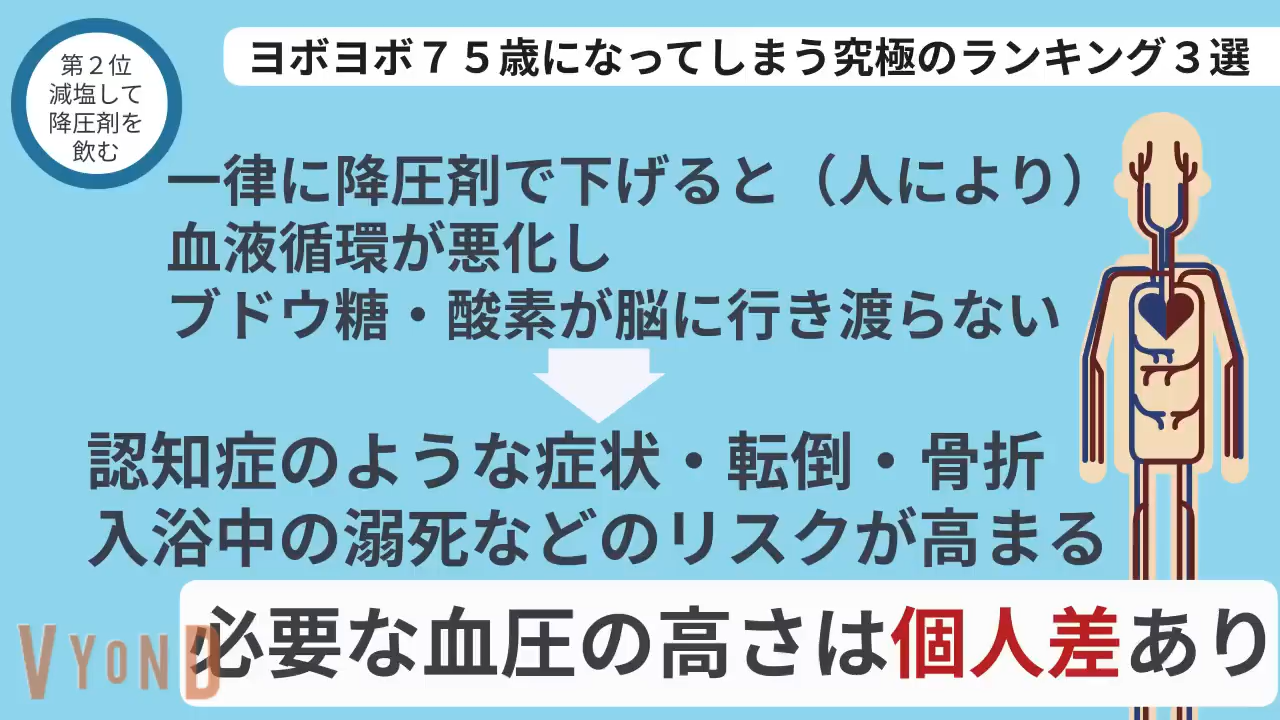 第２位
減塩して
降圧剤を
飲む
ヨボヨボ７５歳になってしまう究極のランキング３選
一律に降圧剤で下げると（人により）
血液循環が悪化し
ブドウ糖・酸素が脳に行き渡らない
認知症のような症状・転倒・骨折
入浴中の溺死などのリスクが高まる
必要な血圧の高さは個人差あり
VYOND